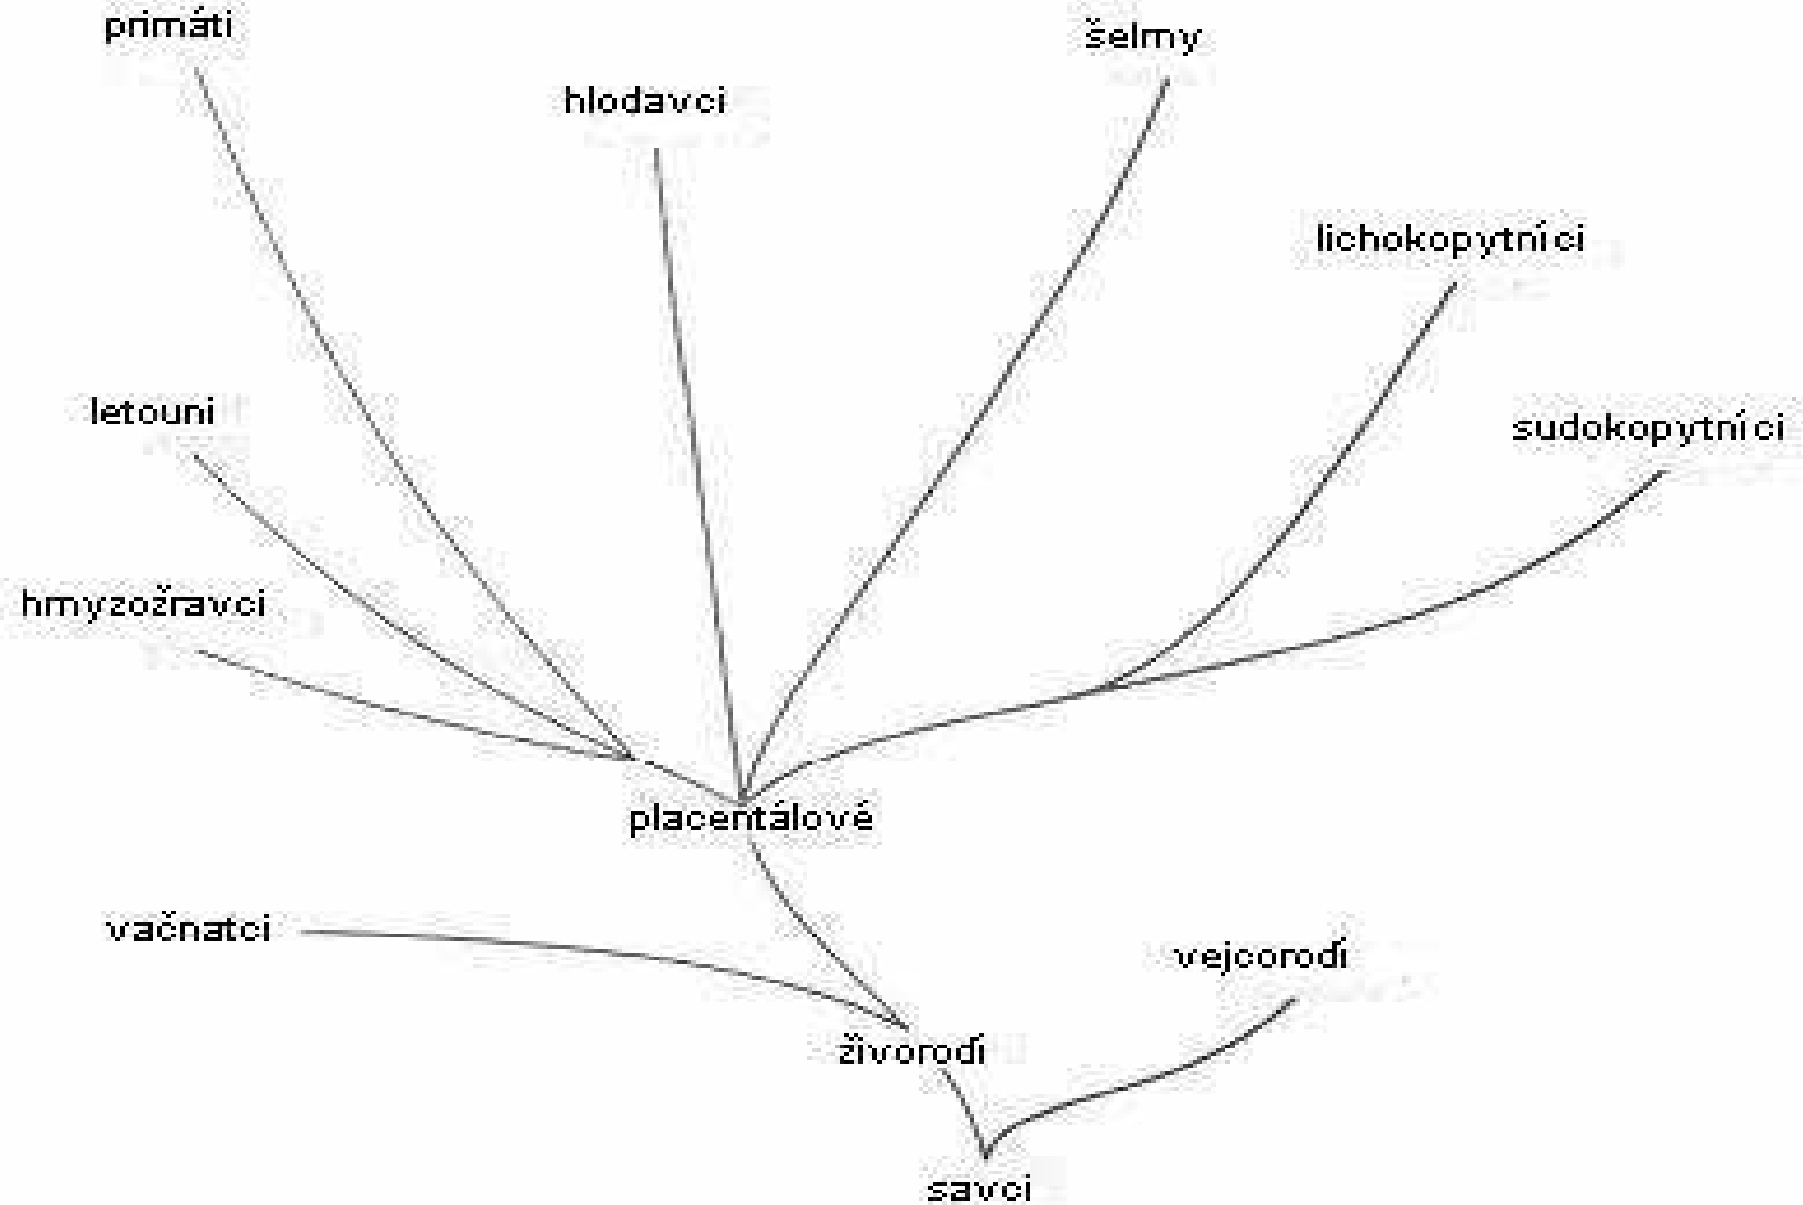 primáti
šelmy
hlodavci
lichokopytníci
letouni
sudokopytníci
hmyzožravci
placentálové
vačnatci
vejcorodí
živorodí
savci